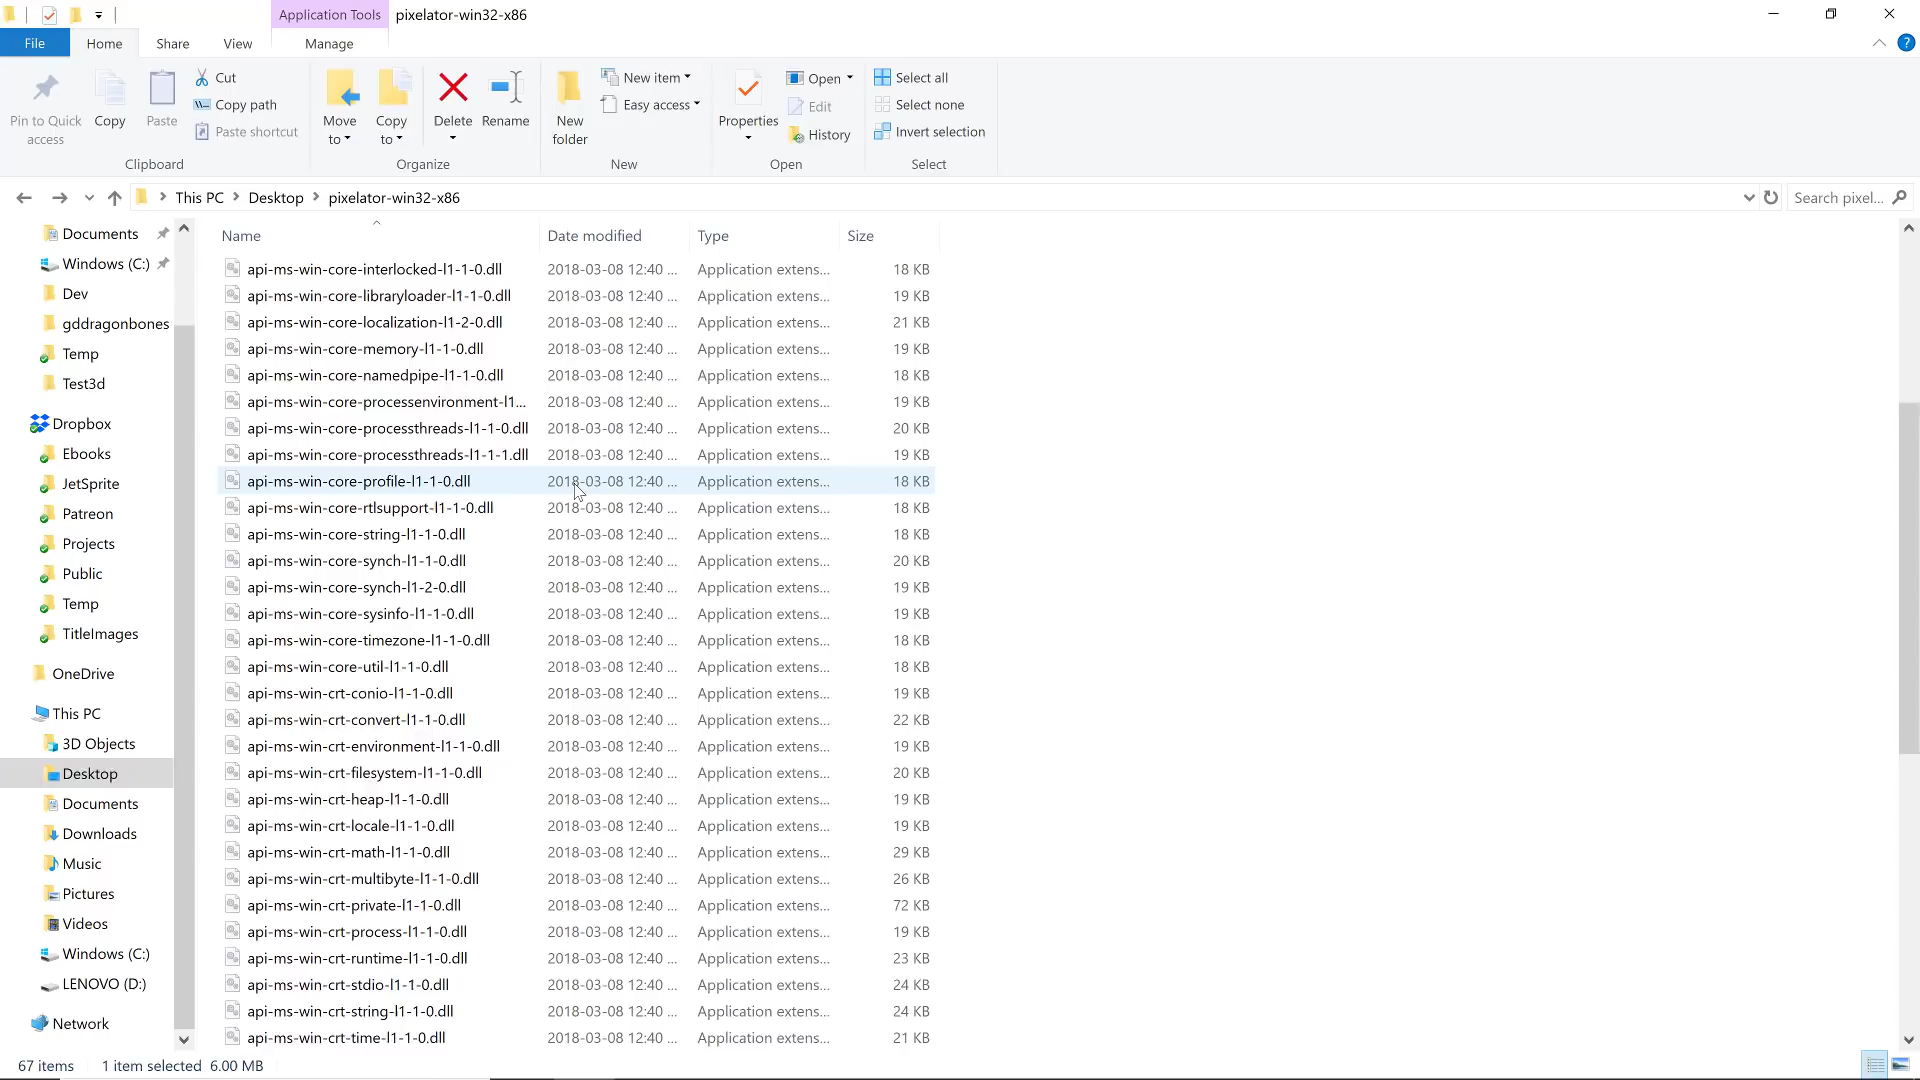 Application Tools pixelator-win32-x86
File Home Share View Manage
Pin to Quick access
Copy
Paste
Cut
Copy path
Paste shortcut
Clipboard
Move to
Copy to
Delete
Rename
Organize
New folder
New item
Easy access
New
Properties
Open
Edit
History
Open
Select all
Select none
Invert selection
Select
This PC Desktop pixelator-win32-x86 Search pixel...
Documents
Windows (C:)
Dev
gddragonbones
Temp
Test3d
Dropbox
Ebooks
JetSprite
Patreon
Projects
Public
Temp
TitleImages
OneDrive
This PC
3D Objects
Desktop
Documents
Downloads
Music
Pictures
Videos
Windows (C:)
LENOVO (D:)
Network
Name Date modified Type Size
api-ms-win-core-interlocked-l1-1-0.dll 2018-03-08 12:40 ... Application extens... 18 KB
api-ms-win-core-libraryloader-l1-1-0.dll 2018-03-08 12:40 ... Application extens... 19 KB
api-ms-win-core-localization-l1-2-0.dll 2018-03-08 12:40 ... Application extens... 21 KB
api-ms-win-core-memory-l1-1-0.dll 2018-03-08 12:40 ... Application extens... 19 KB
api-ms-win-core-namedpipe-l1-1-0.dll 2018-03-08 12:40 ... Application extens... 18 KB
api-ms-win-core-processenvironment-l1... 2018-03-08 12:40 ... Application extens... 19 KB
api-ms-win-core-processthreads-l1-1-0.dll 2018-03-08 12:40 ... Application extens... 20 KB
api-ms-win-core-processthreads-l1-1-1.dll 2018-03-08 12:40 ... Application extens... 19 KB
api-ms-win-core-profile-l1-1-0.dll 2018-03-08 12:40 ... Application extens... 18 KB
api-ms-win-core-rtlsupport-l1-1-0.dll 2018-03-08 12:40 ... Application extens... 18 KB
api-ms-win-core-string-l1-1-0.dll 2018-03-08 12:40 ... Application extens... 18 KB
api-ms-win-core-synch-l1-1-0.dll 2018-03-08 12:40 ... Application extens... 20 KB
api-ms-win-core-synch-l1-2-0.dll 2018-03-08 12:40 ... Application extens... 19 KB
api-ms-win-core-sysinfo-l1-1-0.dll 2018-03-08 12:40 ... Application extens... 19 KB
api-ms-win-core-timezone-l1-1-0.dll 2018-03-08 12:40 ... Application extens... 18 KB
api-ms-win-core-util-l1-1-0.dll 2018-03-08 12:40 ... Application extens... 18 KB
api-ms-win-crt-conio-l1-1-0.dll 2018-03-08 12:40 ... Application extens... 19 KB
api-ms-win-crt-convert-l1-1-0.dll 2018-03-08 12:40 ... Application extens... 22 KB
api-ms-win-crt-environment-l1-1-0.dll 2018-03-08 12:40 ... Application extens... 19 KB
api-ms-win-crt-filesystem-l1-1-0.dll 2018-03-08 12:40 ... Application extens... 20 KB
api-ms-win-crt-heap-l1-1-0.dll 2018-03-08 12:40 ... Application extens... 19 KB
api-ms-win-crt-locale-l1-1-0.dll 2018-03-08 12:40 ... Application extens... 19 KB
api-ms-win-crt-math-l1-1-0.dll 2018-03-08 12:40 ... Application extens... 29 KB
api-ms-win-crt-multibyte-l1-1-0.dll 2018-03-08 12:40 ... Application extens... 26 KB
api-ms-win-crt-private-l1-1-0.dll 2018-03-08 12:40 ... Application extens... 72 KB
api-ms-win-crt-process-l1-1-0.dll 2018-03-08 12:40 ... Application extens... 19 KB
api-ms-win-crt-runtime-l1-1-0.dll 2018-03-08 12:40 ... Application extens... 23 KB
api-ms-win-crt-stdio-l1-1-0.dll 2018-03-08 12:40 ... Application extens... 24 KB
api-ms-win-crt-string-l1-1-0.dll 2018-03-08 12:40 ... Application extens... 24 KB
api-ms-win-crt-time-l1-1-0.dll 2018-03-08 12:40 ... Application extens... 21 KB
67 items 1 item selected 6.00 MB